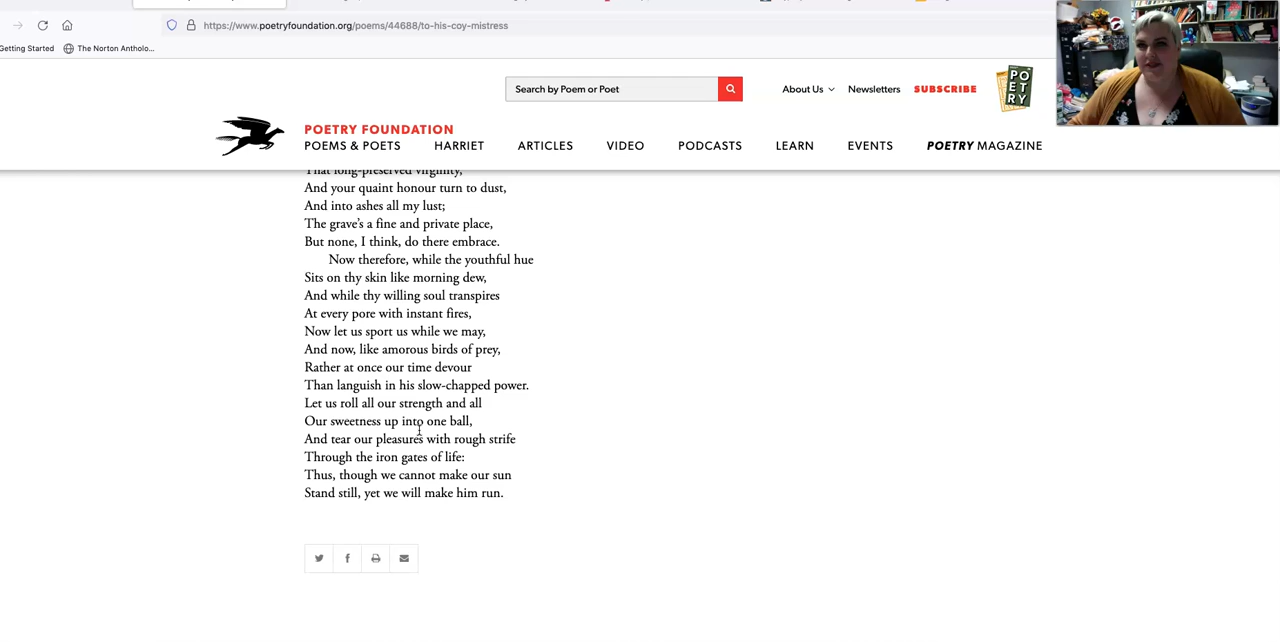 https://www.poetryfoundation.org/poems/44688/to-his-coy-mistress
Getting Started The Norton Antholo...
Search by Poem or Poet
About Us Newsletters SUBSCRIBE
PO
ET
RY
POETRY FOUNDATION
POEMS & POETS HARRIET ARTICLES VIDEO PODCASTS LEARN EVENTS POETRY MAGAZINE
That long-preserved virginity,
And your quaint honour turn to dust,
And into ashes all my lust;
The grave's a fine and private place,
But none, I think, do there embrace.
Now therefore, while the youthful hue
Sits on thy skin like morning dew,
And while thy willing soul transpires
At every pore with instant fires,
Now let us sport us while we may,
And now, like amorous birds of prey,
Rather at once our time devour
Than languish in his slow-chapped power.
Let us roll all our strength and all
Our sweetness up into one ball,
And tear our pleasures with rough strife
Through the iron gates of life:
Thus, though we cannot make our sun
Stand still, yet we will make him run.